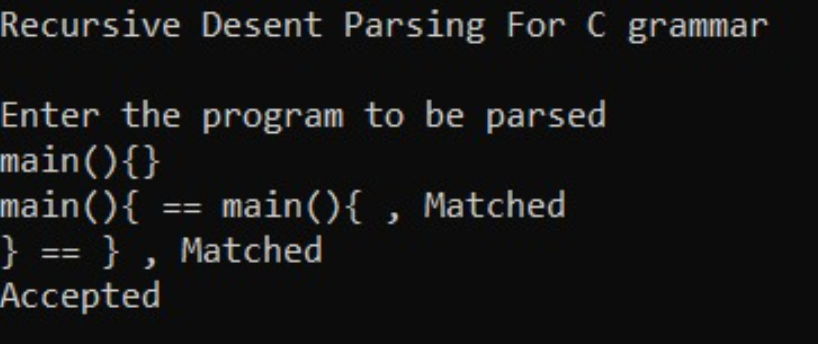 Recursive Desent Parsing For C grammar
Enter the program to be parsed
main(){}
main(){ == main(){ , Matched
} == } , Matched
Accepted